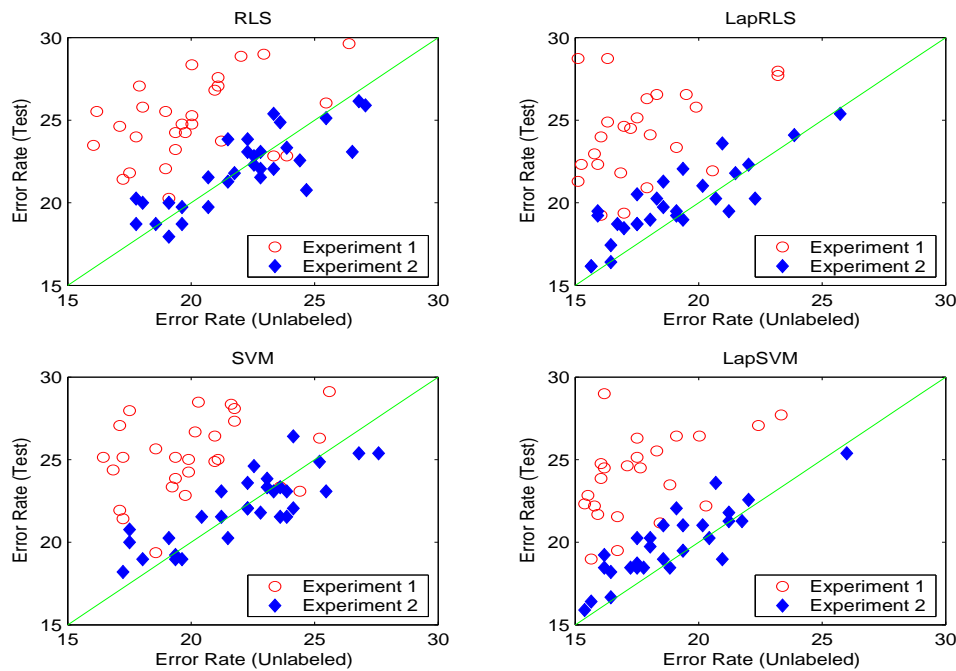 RLS
30
25
20
15
15
20
25
30
Error Rate (Test)
Error Rate (Unlabeled)
Experiment 1
Experiment 2
LapRLS
30
25
20
15
15
20
25
30
Error Rate (Test)
Error Rate (Unlabeled)
Experiment 1
Experiment 2
SVM
30
25
20
15
15
20
25
30
Error Rate (Test)
Error Rate (Unlabeled)
Experiment 1
Experiment 2
LapSVM
30
25
20
15
15
20
25
30
Error Rate (Test)
Error Rate (Unlabeled)
Experiment 1
Experiment 2